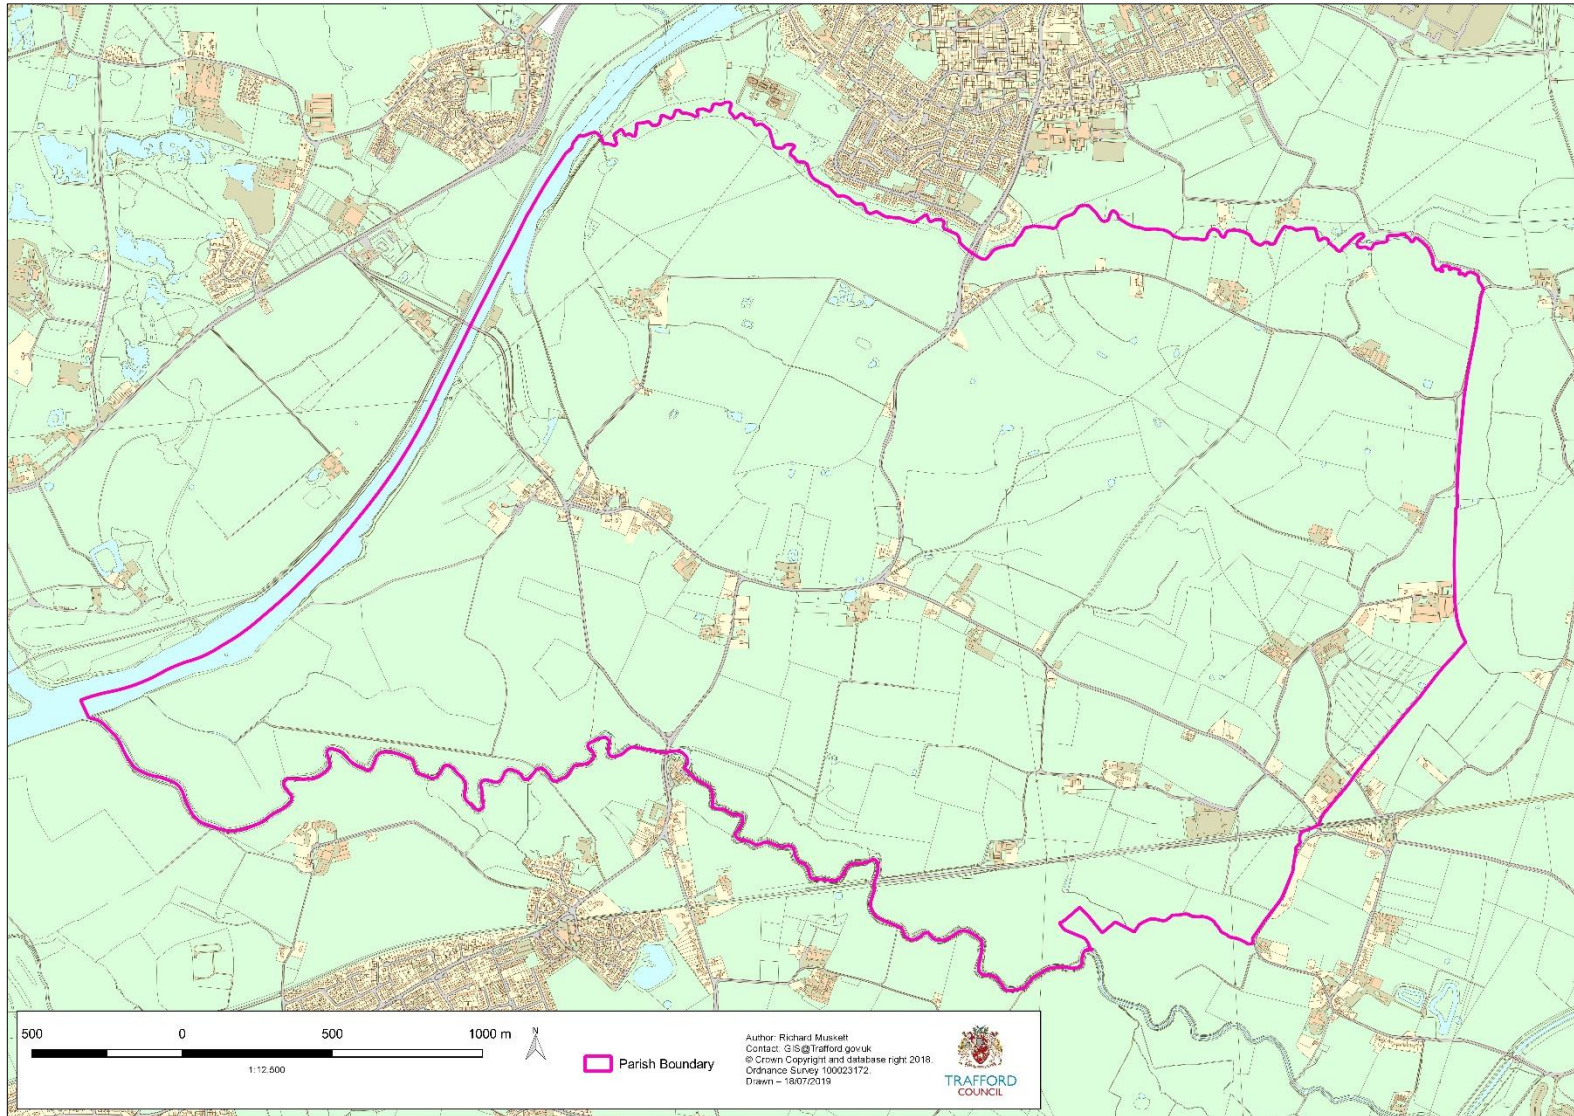 500
0
500
1000 m
N
1:12,500
Parish Boundary
Author: Richard Muskett
Contact: GIS@Trafford.gov.uk
© Crown Copyright and database right 2018.
Ordnance Survey 100023172.
Drawn – 18/07/2019
TRAFFORD
COUNCIL